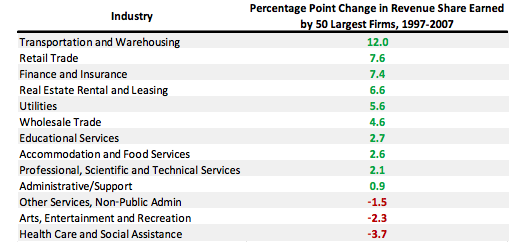 Industry
Percentage Point Change in Revenue Share Earned
by 50 Largest Firms, 1997-2007
Transportation and Warehousing 12.0
Retail Trade 7.6
Finance and Insurance 7.4
Real Estate Rental and Leasing 6.6
Utilities 5.6
Wholesale Trade 4.6
Educational Services 2.7
Accommodation and Food Services 2.6
Professional, Scientific and Technical Services 2.1
Administrative/Support 0.9
Other Services, Non-Public Admin -1.5
Arts, Entertainment and Recreation -2.3
Health Care and Social Assistance -3.7